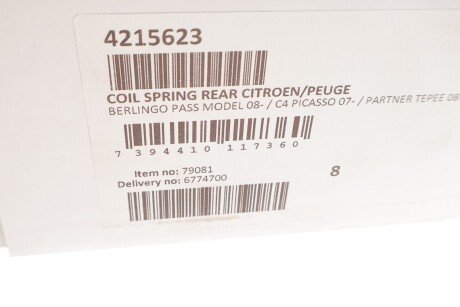 4215623
COIL SPRING REAR CITROEN/PEUGE
BERLINGO PASS MODEL 08- / C4 PICASSO 07- / PARTNER TEPEE 08
7 394410 117360
Item no: 79081
Delivery no: 6774700
8